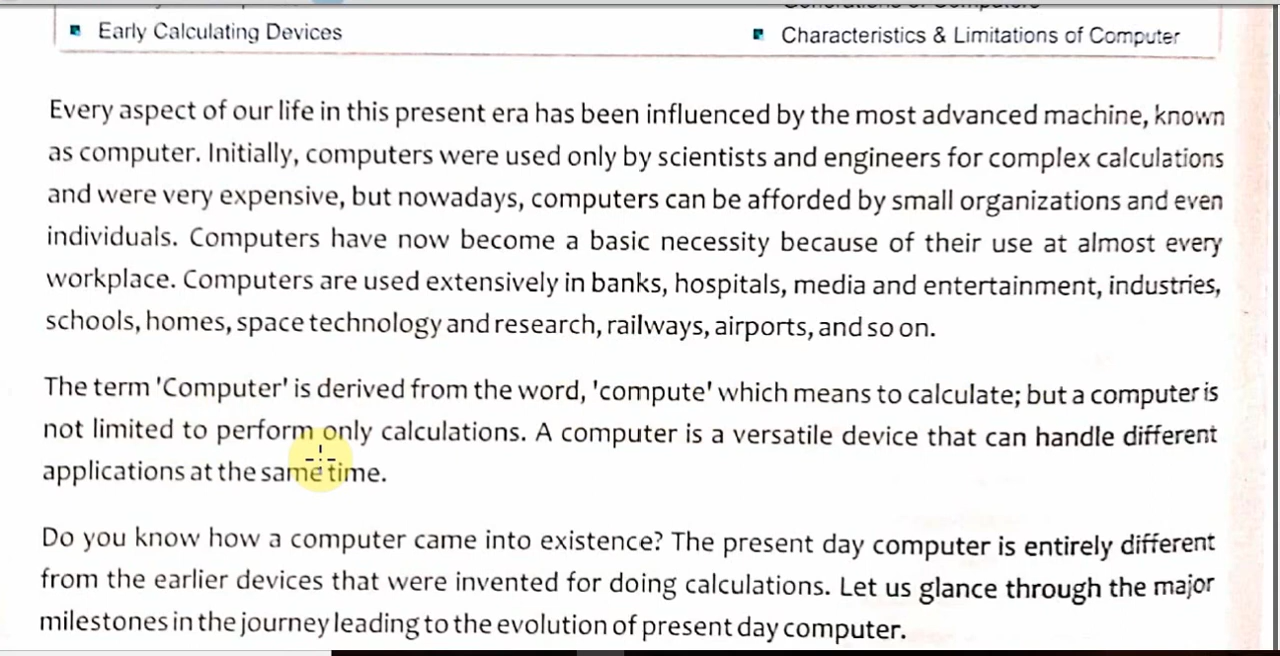 Early Calculating Devices
Characteristics & Limitations of Computer
Every aspect of our life in this present era has been influenced by the most advanced machine, known
as computer. Initially, computers were used only by scientists and engineers for complex calculations
and were very expensive, but nowadays, computers can be afforded by small organizations and even
individuals. Computers have now become a basic necessity because of their use at almost every
workplace. Computers are used extensively in banks, hospitals, media and entertainment, industries,
schools, homes, space technology and research, railways, airports, and so on.
The term 'Computer' is derived from the word, 'compute' which means to calculate; but a computer is
not limited to perform only calculations. A computer is a versatile device that can handle different
applications at the same time.
Do you know how a computer came into existence? The present day computer is entirely different
from the earlier devices that were invented for doing calculations. Let us glance through the major
milestones in the journey leading to the evolution of present day computer.